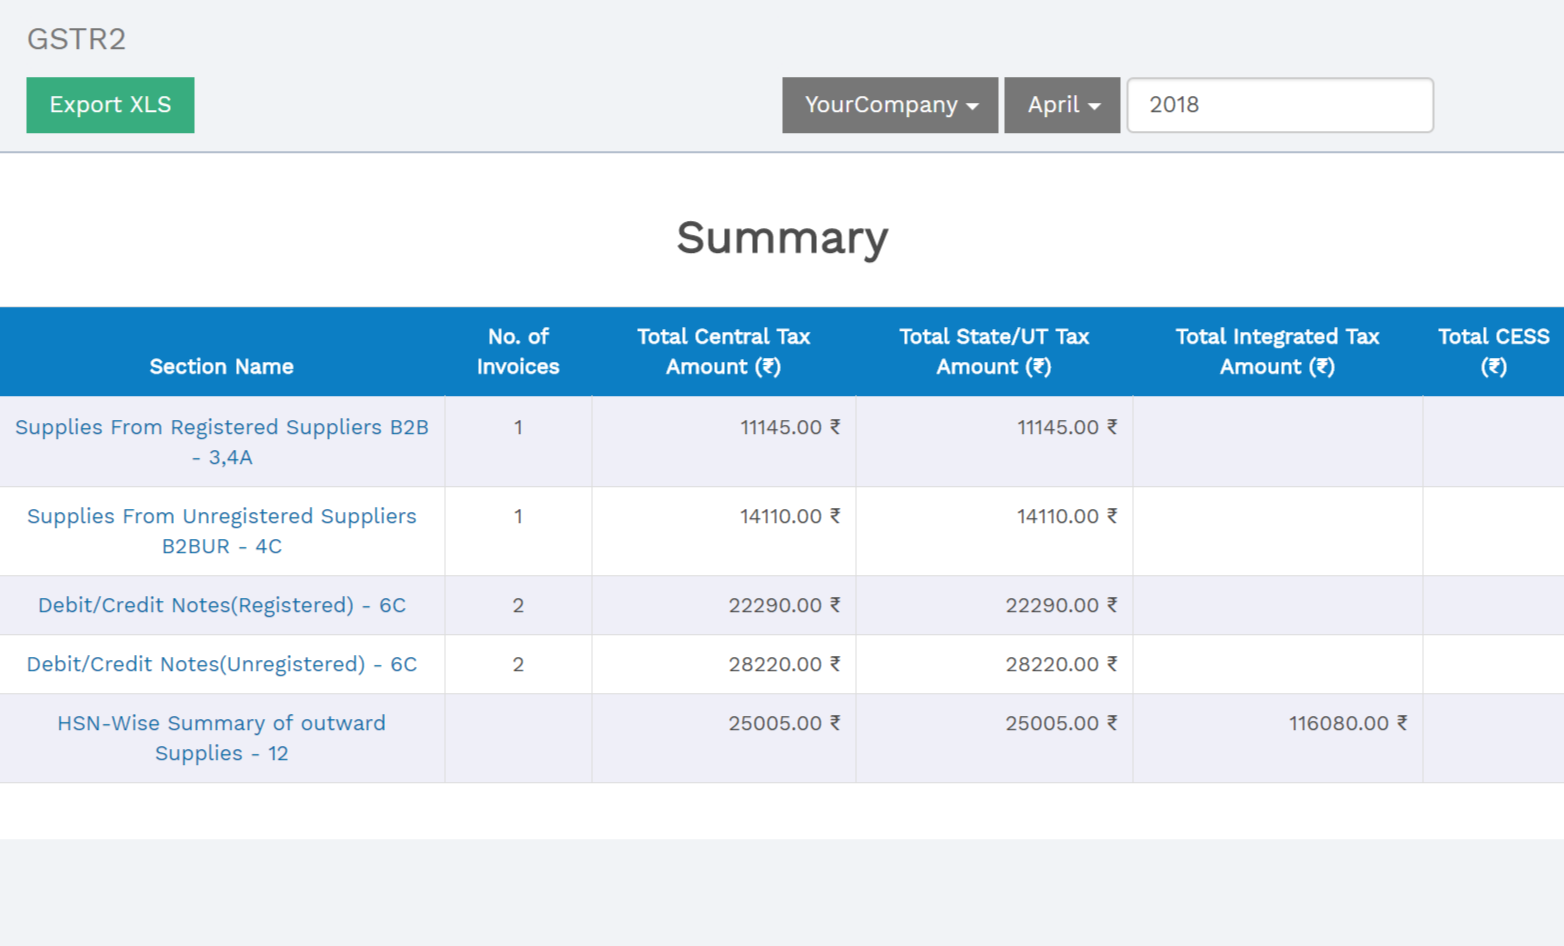 GSTR2
Export XLS
YourCompany
April
2018
Summary
Section Name
No. of
Invoices
Total Central Tax
Amount (₹)
Total State/UT Tax
Amount (₹)
Total Integrated Tax
Amount (₹)
Total CESS
(₹)
Supplies From Registered Suppliers B2B
- 3,4A
1
11145.00 ₹
11145.00 ₹
Supplies From Unregistered Suppliers
B2BUR - 4C
1
14110.00 ₹
14110.00 ₹
Debit/Credit Notes(Registered) - 6C
2
22290.00 ₹
22290.00 ₹
Debit/Credit Notes(Unregistered) - 6C
2
28220.00 ₹
28220.00 ₹
HSN-Wise Summary of outward
Supplies - 12
25005.00 ₹
25005.00 ₹
116080.00 ₹